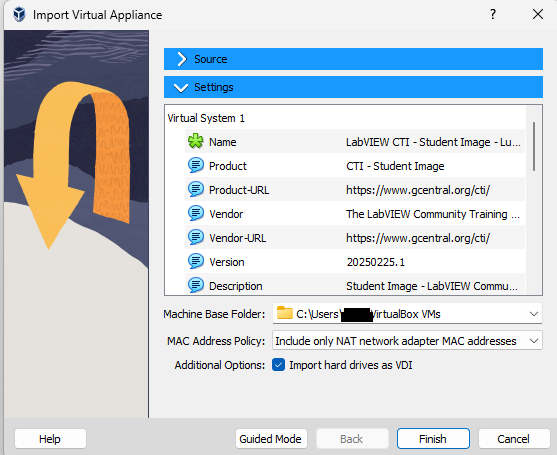 Import Virtual Appliance
Source
Settings
Virtual System 1
Name LabVIEW CTI - Student Image - Lu...
Product CTI - Student Image
Product-URL https://www.gcentral.org/cti/
Vendor The LabVIEW Community Training ...
Vendor-URL https://www.gcentral.org/cti/
Version 20250225.1
Description Student Image - LabVIEW Commu...
Machine Base Folder: C:\Users\ VirtualBox VMs
MAC Address Policy: Include only NAT network adapter MAC addresses
Additional Options: Import hard drives as VDI
Help Guided Mode Back Finish Cancel